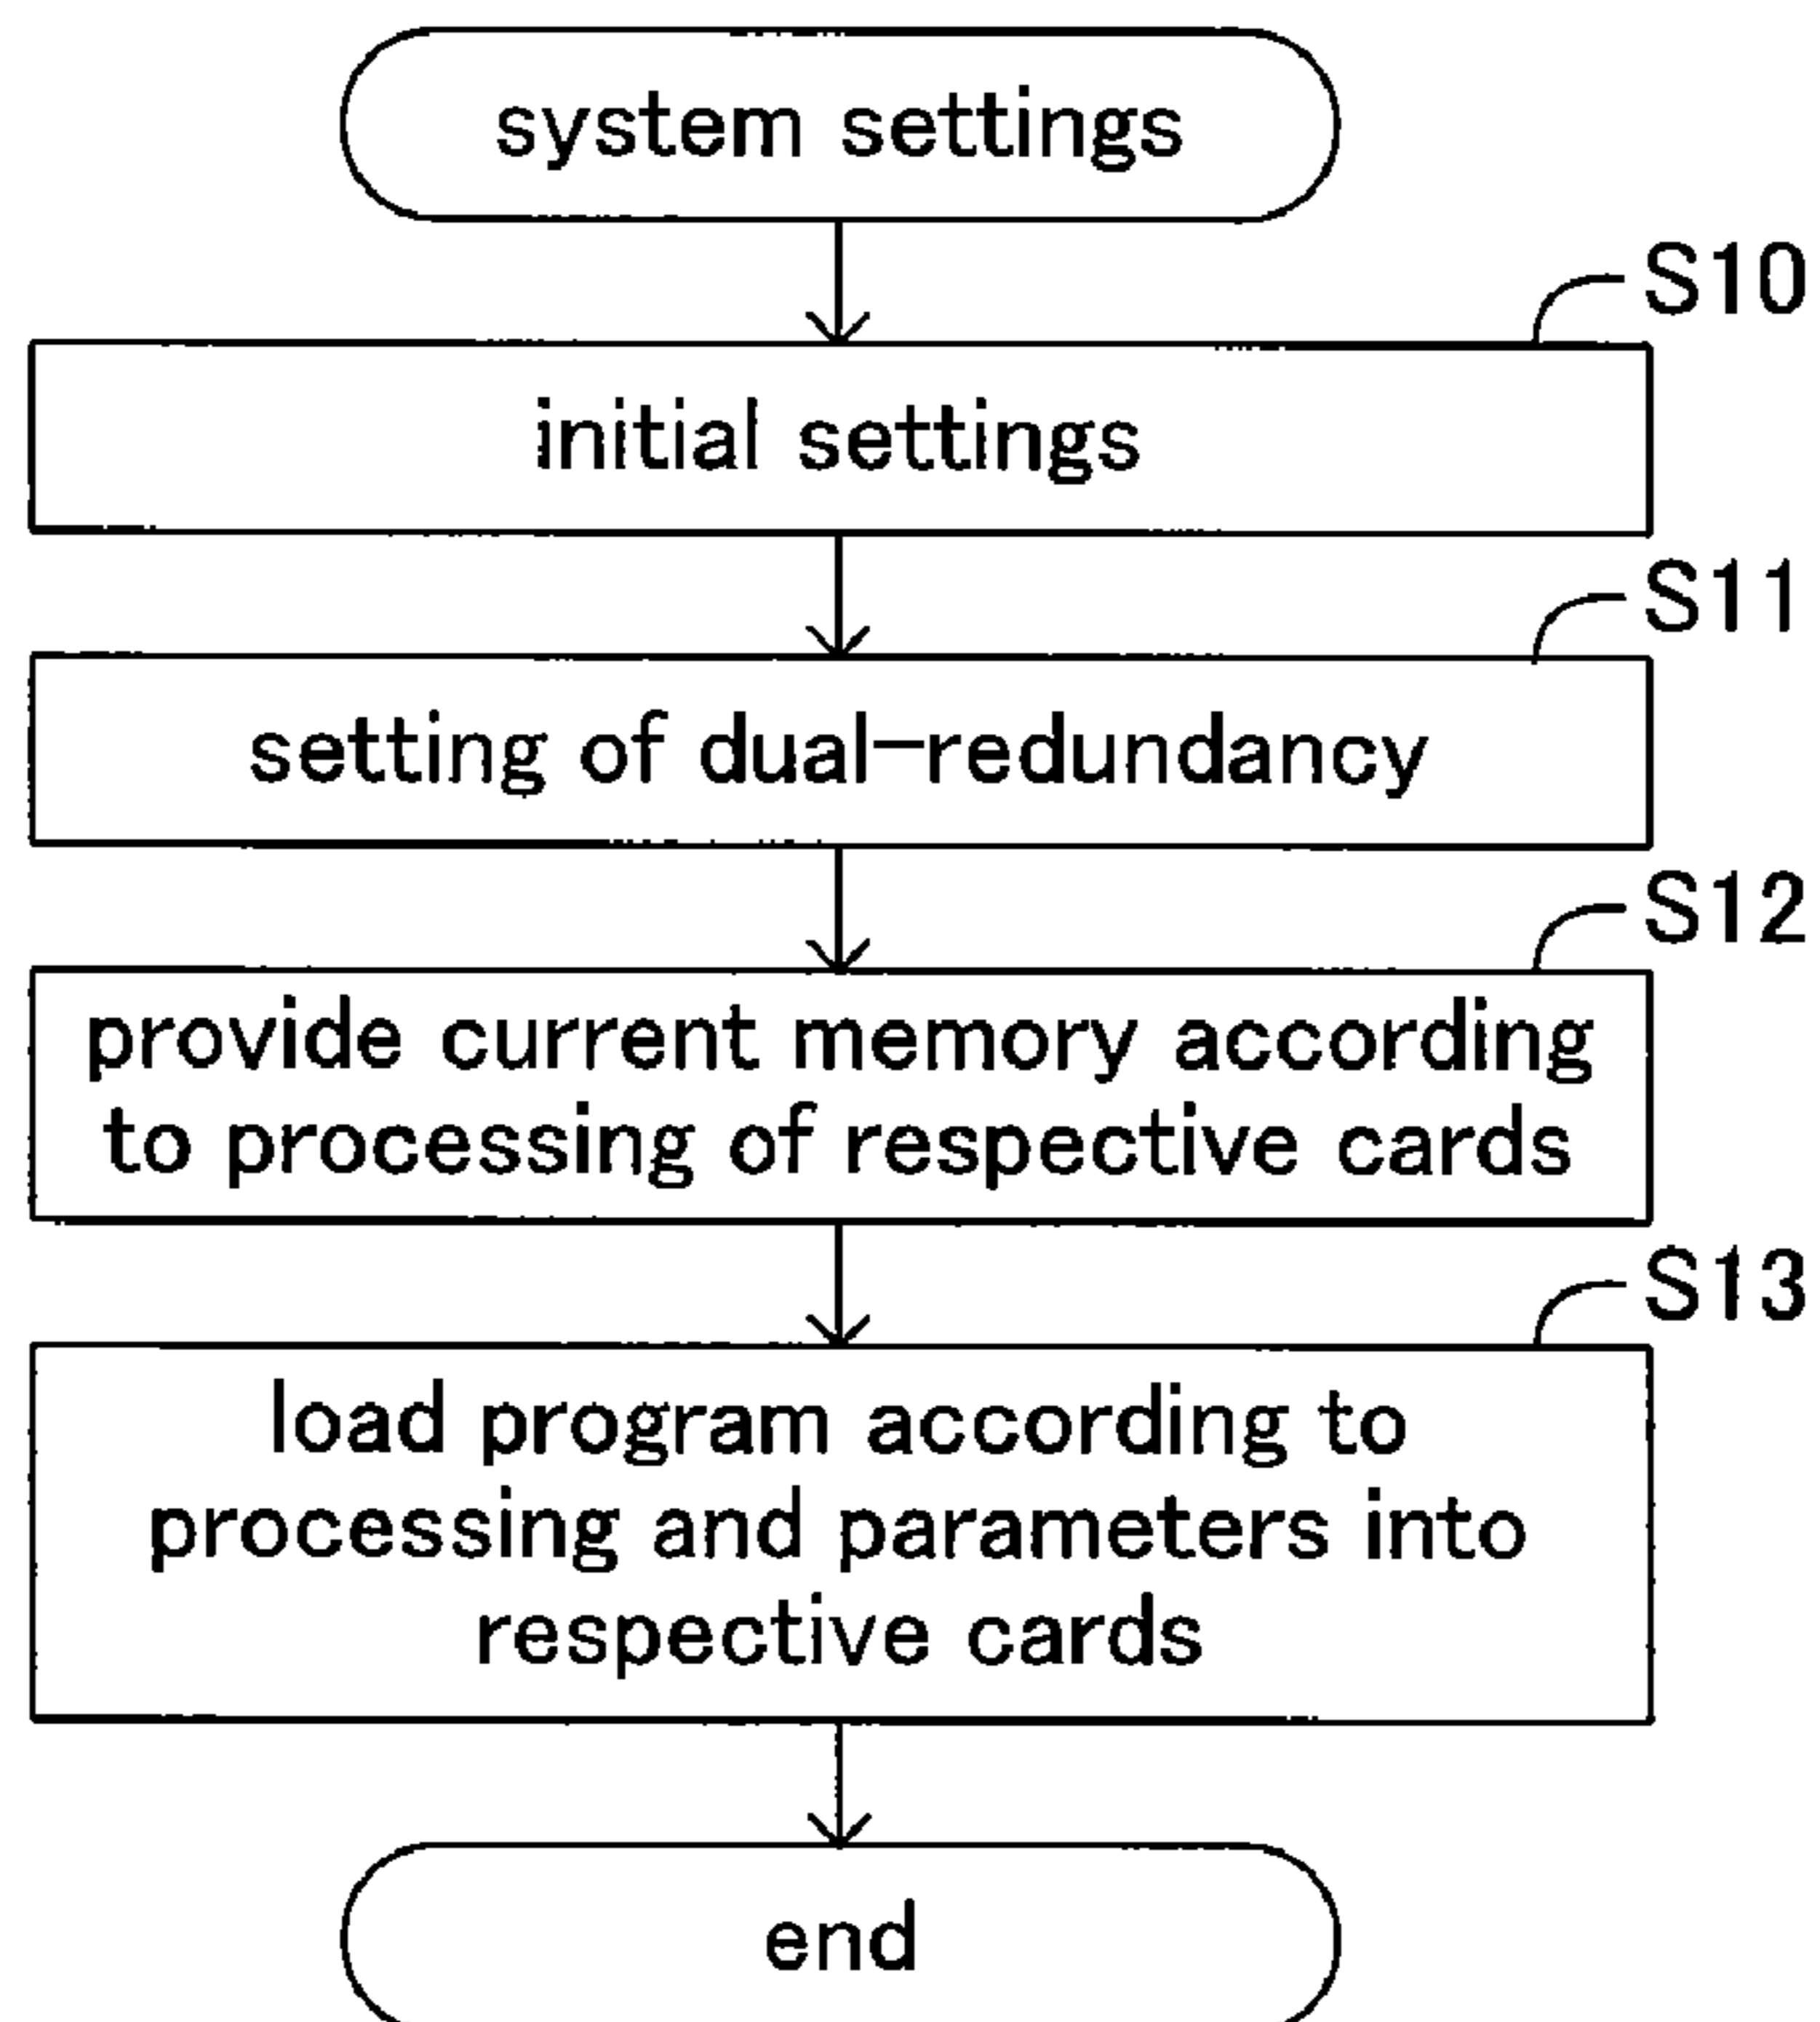 system settings
S10
initial settings
S11
setting of dual-redundancy
S12
provide current memory according
to processing of respective cards
S13
load program according to
processing and parameters into
respective cards
end